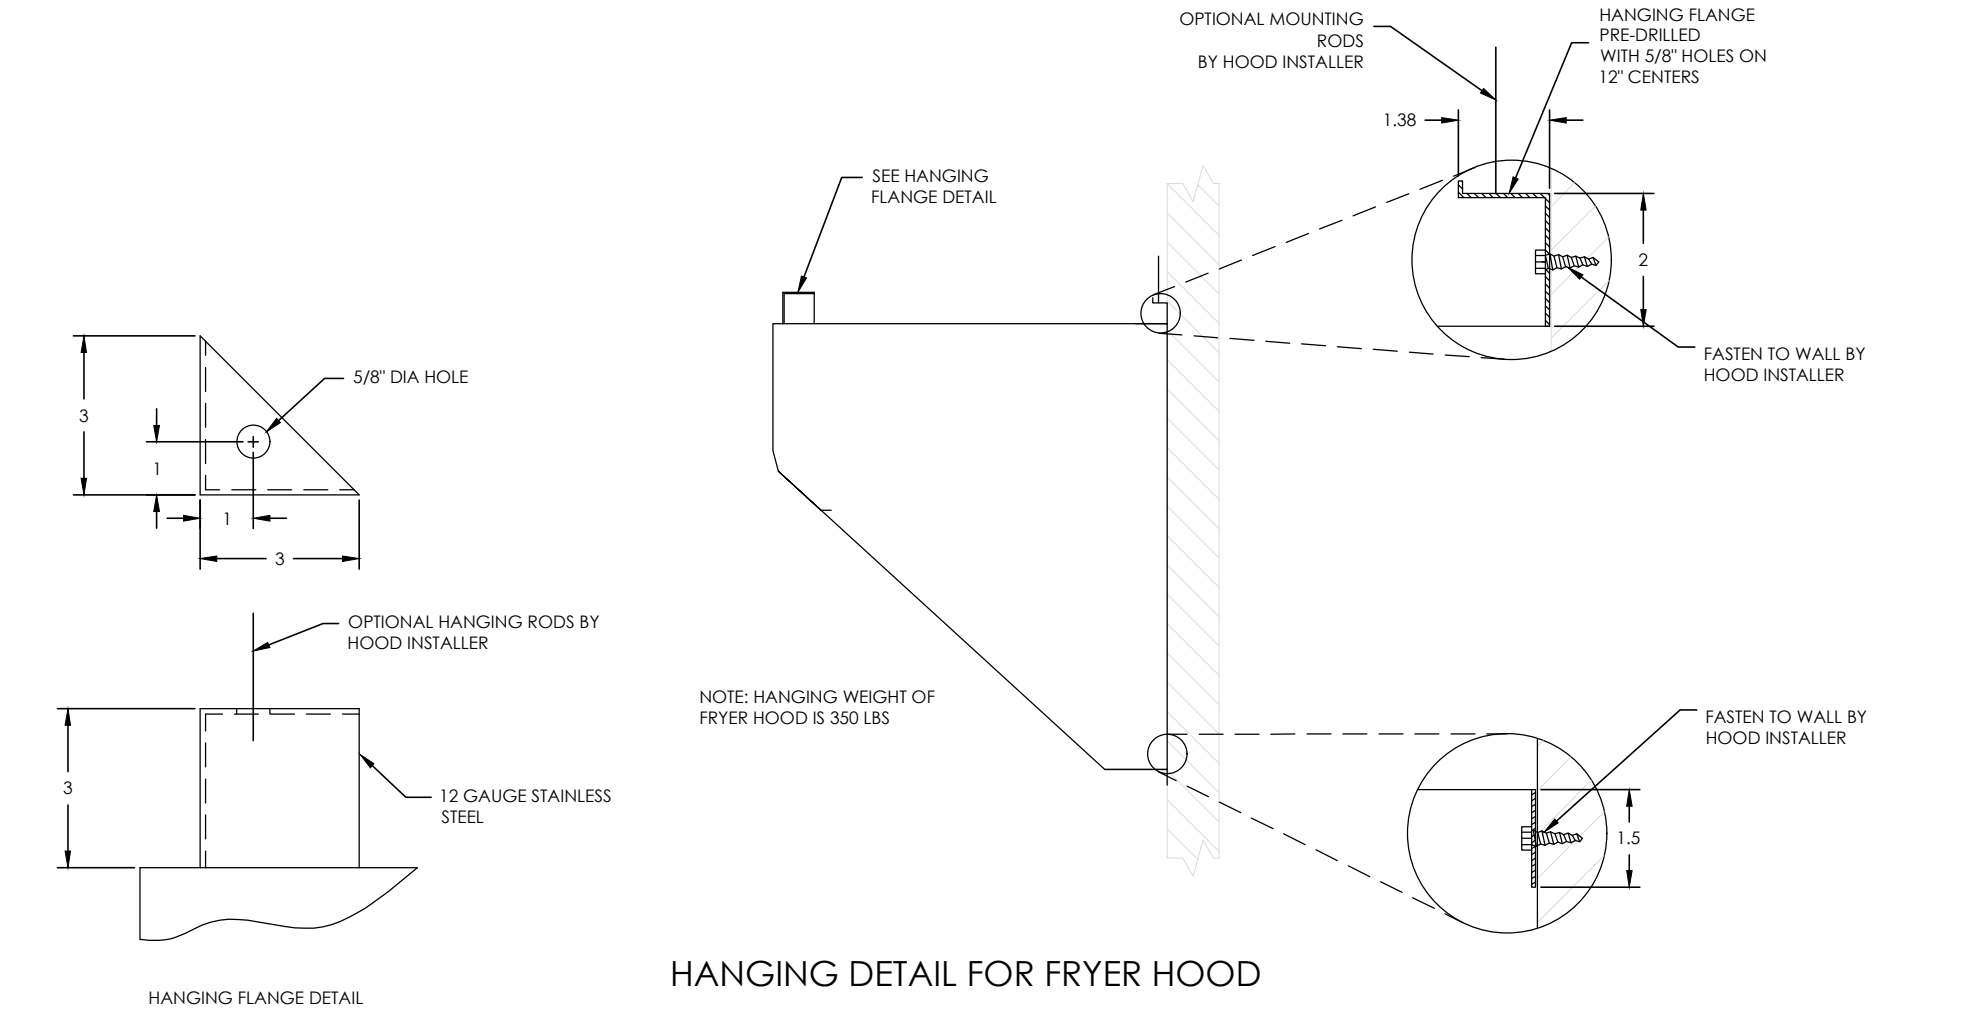 OPTIONAL MOUNTING
RODS
BY HOOD INSTALLER
HANGING FLANGE
PRE-DRILLED
WITH 5/8" HOLES ON
12" CENTERS
1.38
SEE HANGING
FLANGE DETAIL
2
FASTEN TO WALL BY
HOOD INSTALLER
5/8" DIA HOLE
3
1
1
3
OPTIONAL HANGING RODS BY
HOOD INSTALLER
NOTE: HANGING WEIGHT OF
FRYER HOOD IS 350 LBS
FASTEN TO WALL BY
HOOD INSTALLER
3
12 GAUGE STAINLESS
STEEL
1.5
HANGING DETAIL FOR FRYER HOOD
HANGING FLANGE DETAIL